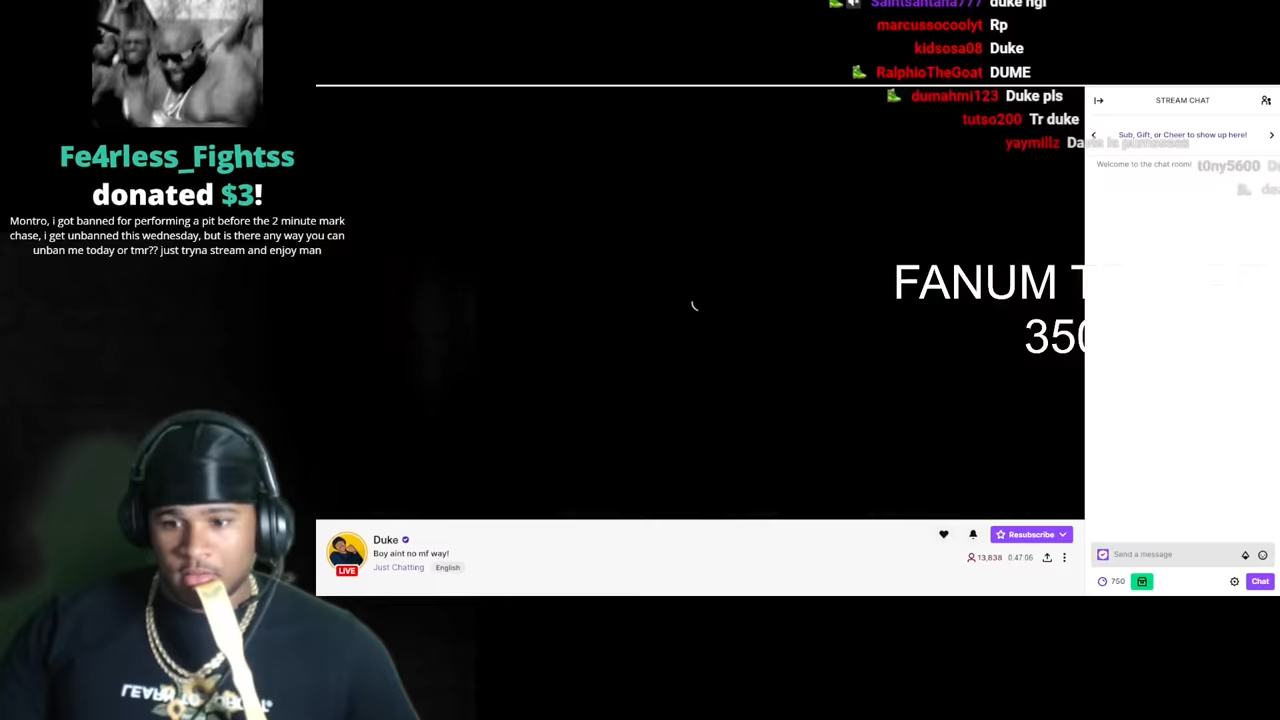 Fe4rless_Fightss
donated $3!
Montro, i got banned for performing a pit before the 2 minute mark
chase, i get unbanned this wednesday, but is there any way you can
unban me today or tmr?? just tryna stream and enjoy man
Saintsantana777 duke ngl
marcussocoolyt Rp
kidsosa08 Duke
RalphioTheGoat DUME
dumahmi123 Duke pls
tutso200 Tr duke
yaymillz
t0ny5600
STREAM CHAT
Sub, Gift, or Cheer to show up here!
Welcome to the chat room!
FANUM
350
Duke
Boy aint no mf way!
Just Chatting English
LIVE
Resubscribe
13,838 0:47:06
Send a message
750
Chat